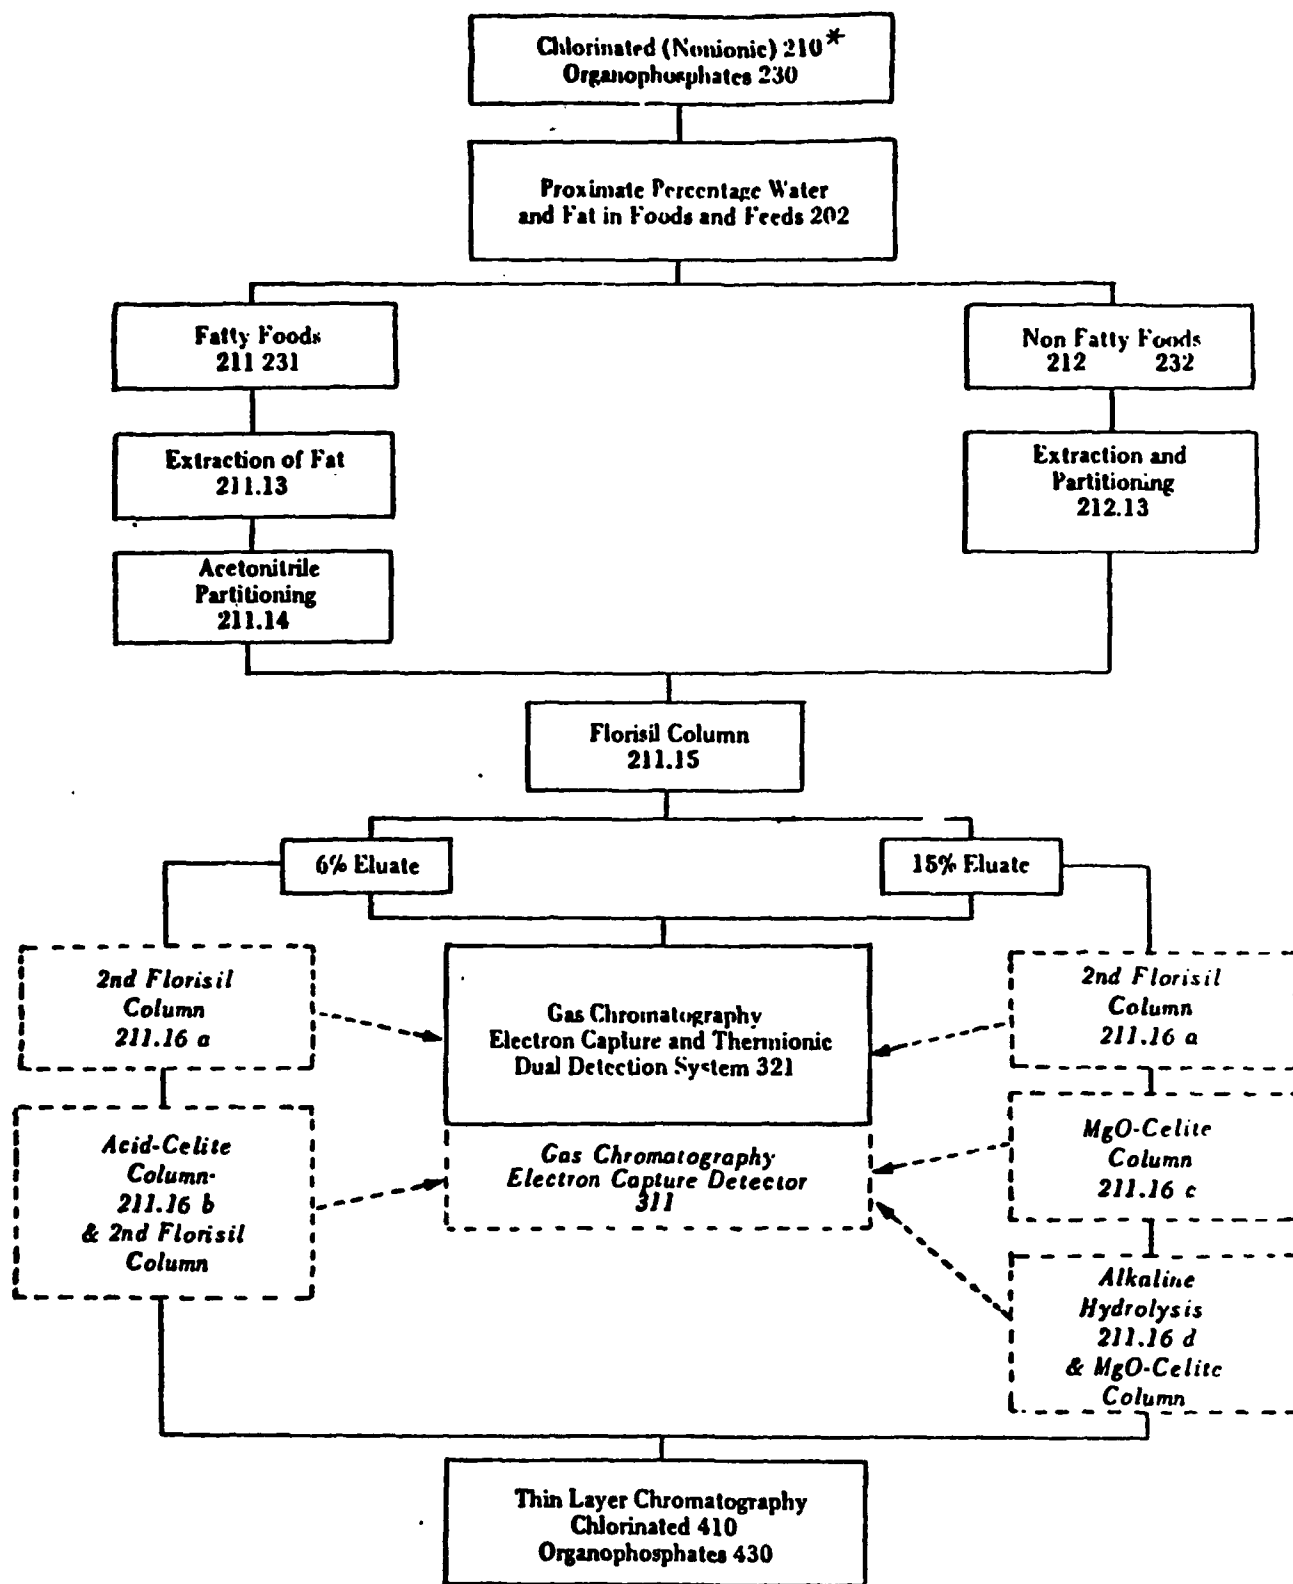 Chlorinated (Nonionic) 210*
Organophosphates 230
Proximate Percentage Water
and Fat in Foods and Feeds 202
Fatty Foods
211 231
Non Fatty Foods
212 232
Extraction of Fat
211.13
Extraction and
Partitioning
212.13
Acetonitrile
Partitioning
211.14
Florisil Column
211.15
6% Eluate
15% Eluate
2nd Florisil
Column
211.16 a
Gas Chromatography
Electron Capture and Thermionic
Dual Detection System 321
2nd Florisil
Column
211.16 a
Acid-Celite
Column-
211.16 b
& 2nd Florisil
Column
Gas Chromatography
Electron Capture Detector
311
MgO-Celite
Column
211.16 c
Alkaline
Hydrolysis
211.16 d
& MgO-Celite
Column
Thin Layer Chromatography
Chlorinated 410
Organophosphates 430